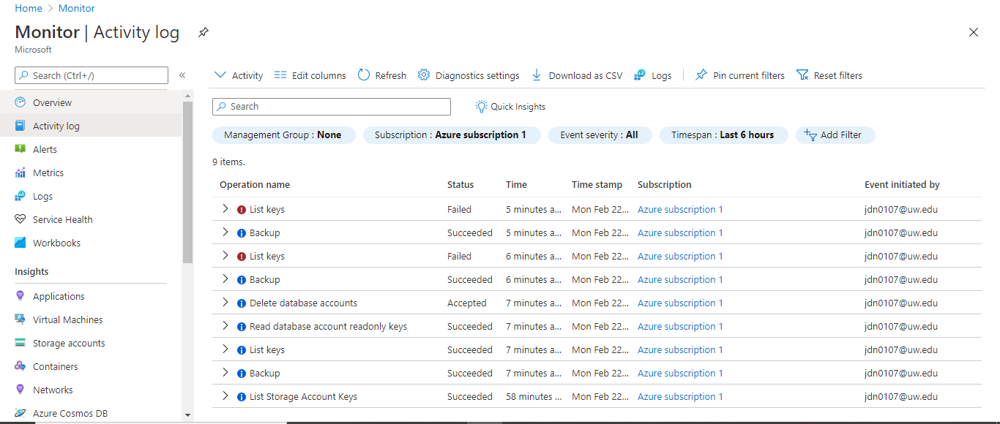 Home > Monitor
Monitor | Activity log
Microsoft
Search (Ctrl+/)
«
Overview
Activity log
Alerts
Metrics
Logs
Service Health
Workbooks
Insights
Applications
Virtual Machines
Storage accounts
Containers
Networks
Azure Cosmos DB
Activity Edit columns Refresh Diagnostics settings Download as CSV Logs Pin current filters Reset filters
Search Quick Insights
Management Group : None Subscription : Azure subscription 1 Event severity : All Timespan : Last 6 hours Add Filter
9 items.
Operation name Status Time Time stamp Subscription Event initiated by
List keys Failed 5 minutes a... Mon Feb 22... Azure subscription 1 jdn0107@uw.edu
Backup Succeeded 5 minutes a... Mon Feb 22... Azure subscription 1 jdn0107@uw.edu
List keys Failed 6 minutes a... Mon Feb 22... Azure subscription 1 jdn0107@uw.edu
Backup Succeeded 6 minutes a... Mon Feb 22... Azure subscription 1 jdn0107@uw.edu
Delete database accounts Accepted 7 minutes a... Mon Feb 22... Azure subscription 1 jdn0107@uw.edu
Read database account readonly keys Succeeded 7 minutes a... Mon Feb 22... Azure subscription 1 jdn0107@uw.edu
List keys Succeeded 7 minutes a... Mon Feb 22... Azure subscription 1 jdn0107@uw.edu
Backup Succeeded 7 minutes a... Mon Feb 22... Azure subscription 1 jdn0107@uw.edu
List Storage Account Keys Succeeded 58 minutes ... Mon Feb 22... Azure subscription 1 jdn0107@uw.edu